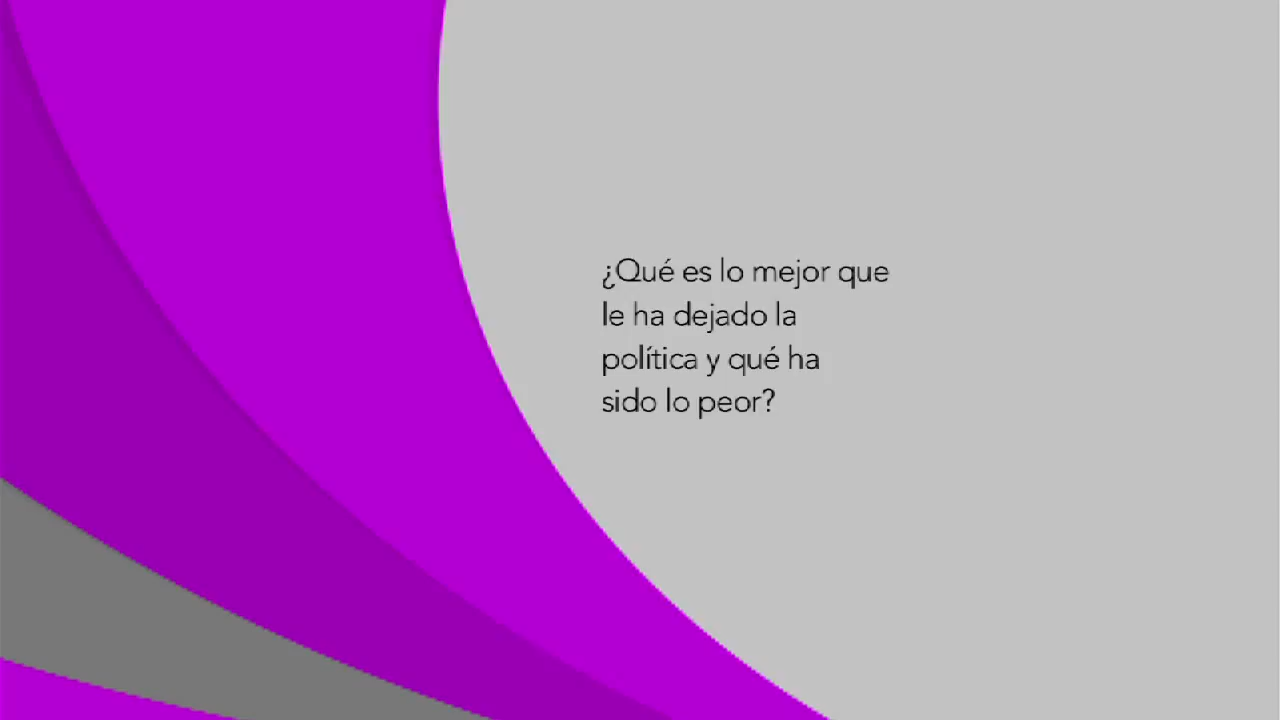 ¿Qué es lo mejor que
le ha dejado la
política y qué ha
sido lo peor?